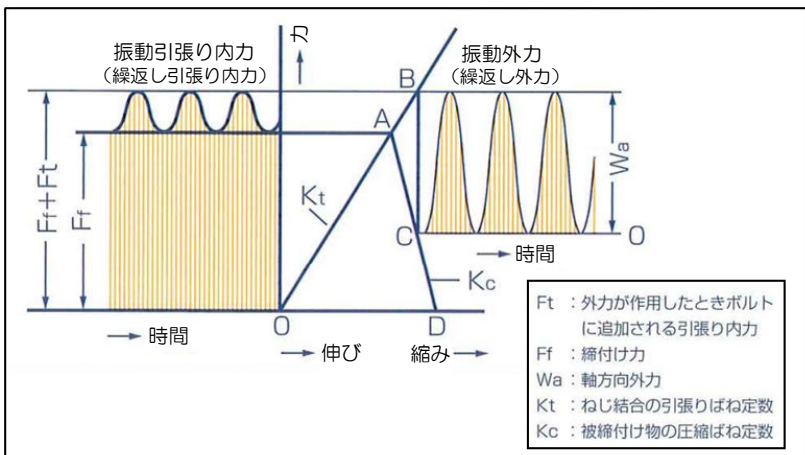 力
振動引張り内力
（繰返し引張り内力）
振動外力
（繰返し外力）
B
A
Ff+Ft
Ff
Kt
Wa
C
O
時間
Kc
O
D
時間
伸び
縮み
Ft：外力が作用したときボルト
に追加される引張り内力
Ff：締付け力
Wa：軸方向外力
Kt：ねじ結合の引張りばね定数
Kc：被締付け物の圧縮ばね定数